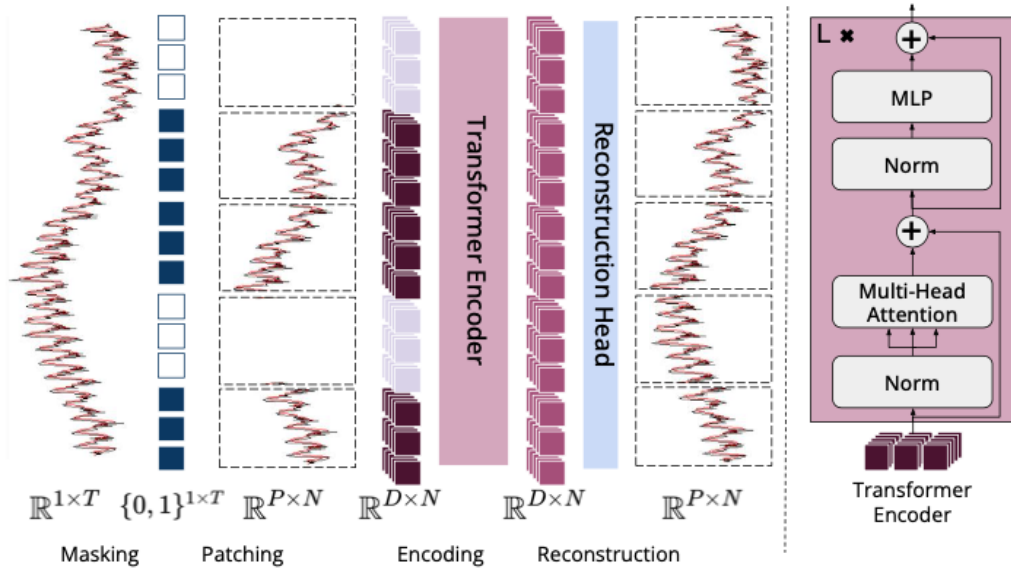 Transformer Encoder
Reconstruction Head
ℝ^{1×T}
{0,1}^{1×T}
ℝ^{P×N}
ℝ^{D×N}
ℝ^{D×N}
ℝ^{P×N}
Masking
Patching
Encoding
Reconstruction
L ✖
+
MLP
Norm
+
Multi-Head
Attention
Norm
Transformer
Encoder